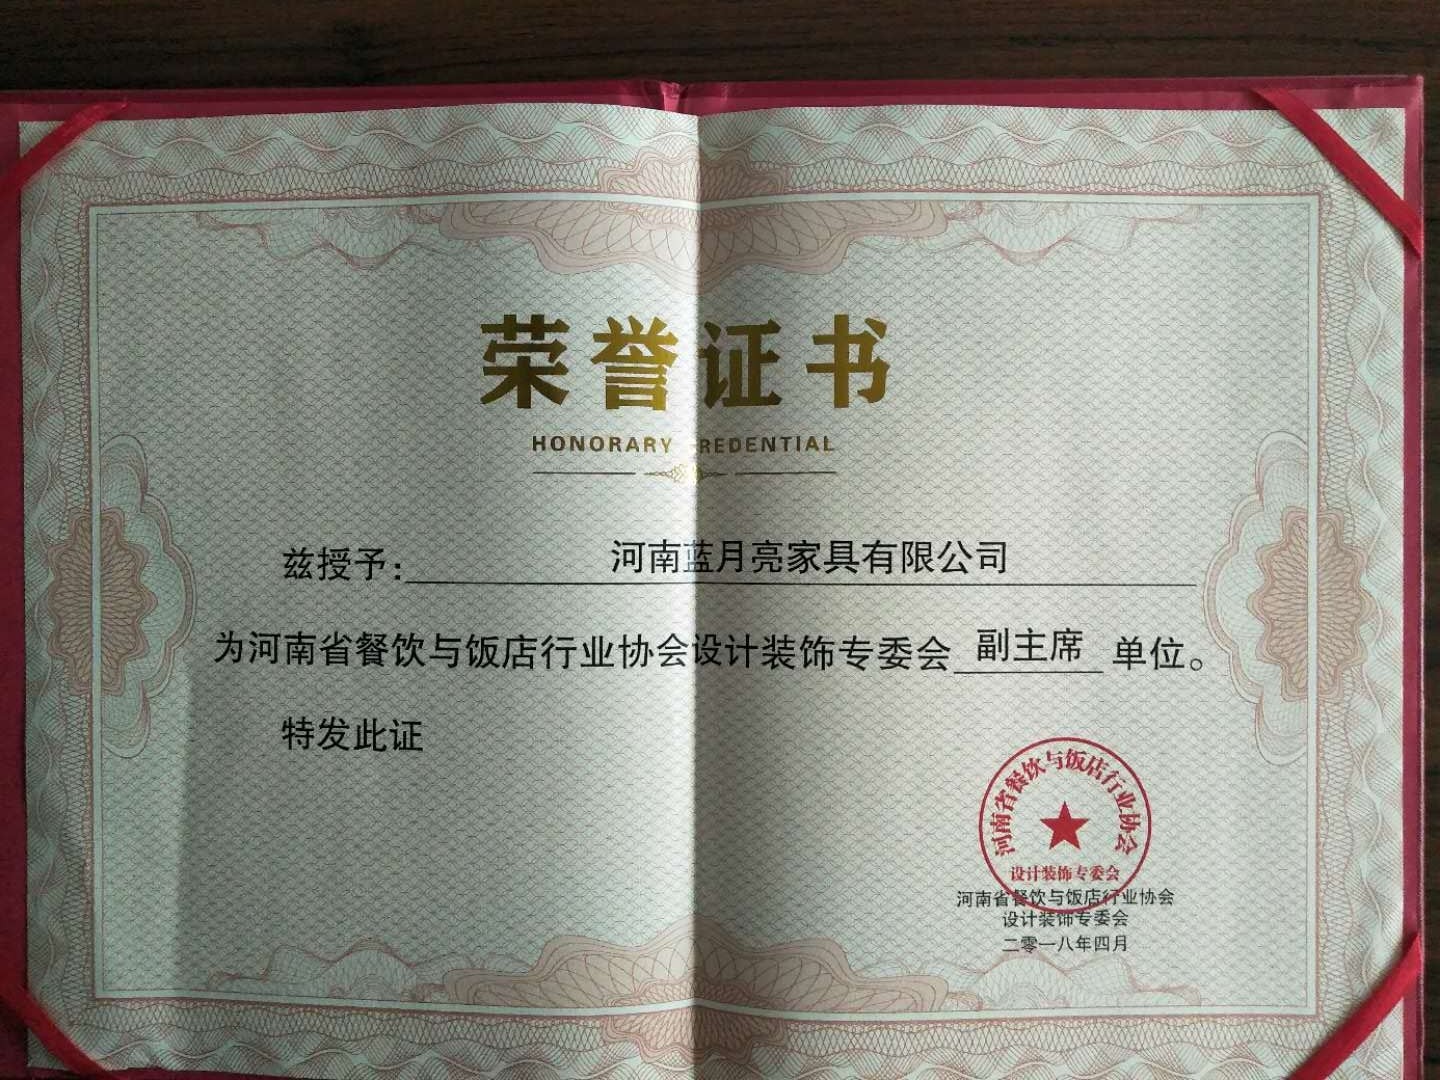 荣誉证书
HONORARY CREDENTIAL
兹授予:河南蓝月亮家具有限公司
为河南省餐饮与饭店行业协会设计装饰专委会副主席单位。
特发此证
河南省餐饮与饭店行业协会
设计装饰专委会
河南省餐饮与饭店行业协会
设计装饰专委会
二零一八年四月